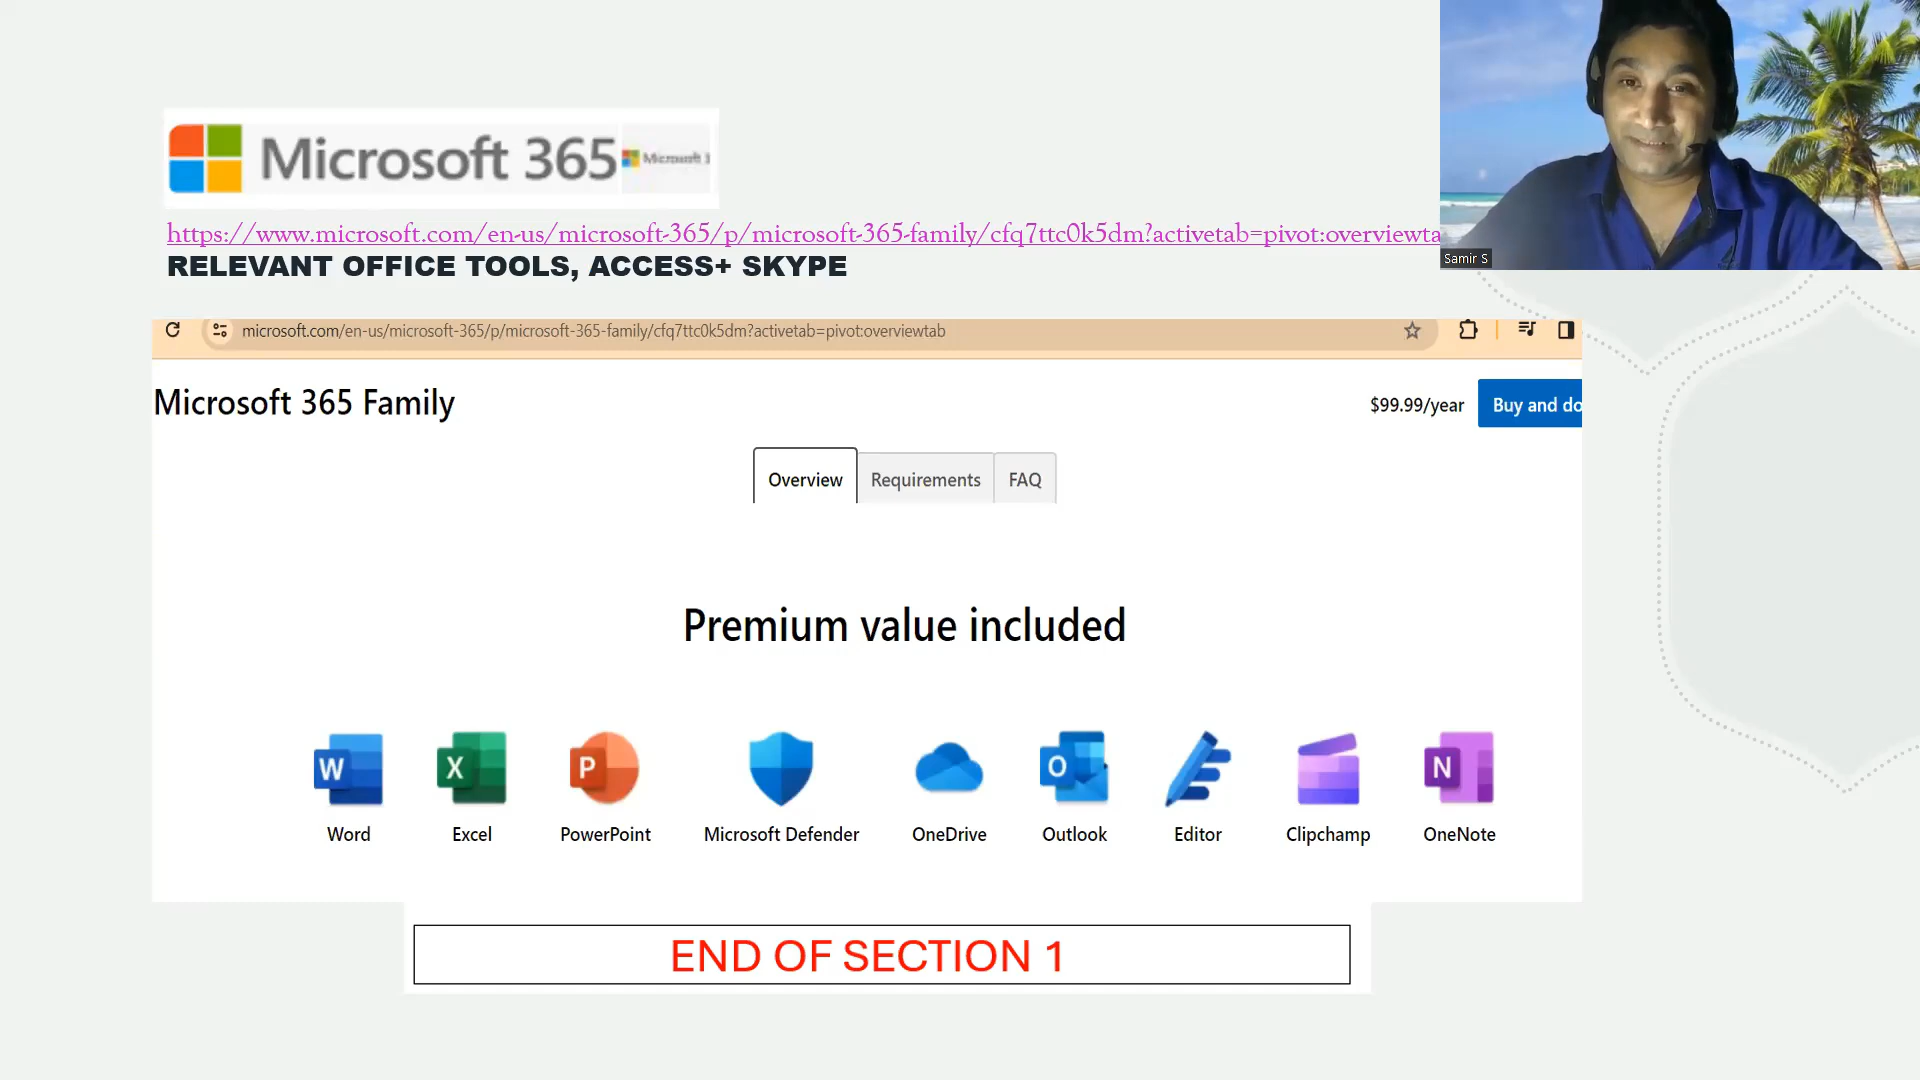 Microsoft 365
Microsoft 3
https://www.microsoft.com/en-us/microsoft-365/p/microsoft-365-family/cfq7ttc0k5dm?activetab=pivot:overviewta
Samir S
RELEVANT OFFICE TOOLS, ACCESS+ SKYPE
microsoft.com/en-us/microsoft-365/p/microsoft-365-family/cfq7ttc0k5dm?activetab=pivot:overviewtab
Microsoft 365 Family
$99.99/year
Buy and do
Overview
Requirements
FAQ
Premium value included
W
X
P
O
N
Word
Excel
PowerPoint
Microsoft Defender
OneDrive
Outlook
Editor
Clipchamp
OneNote
END OF SECTION 1